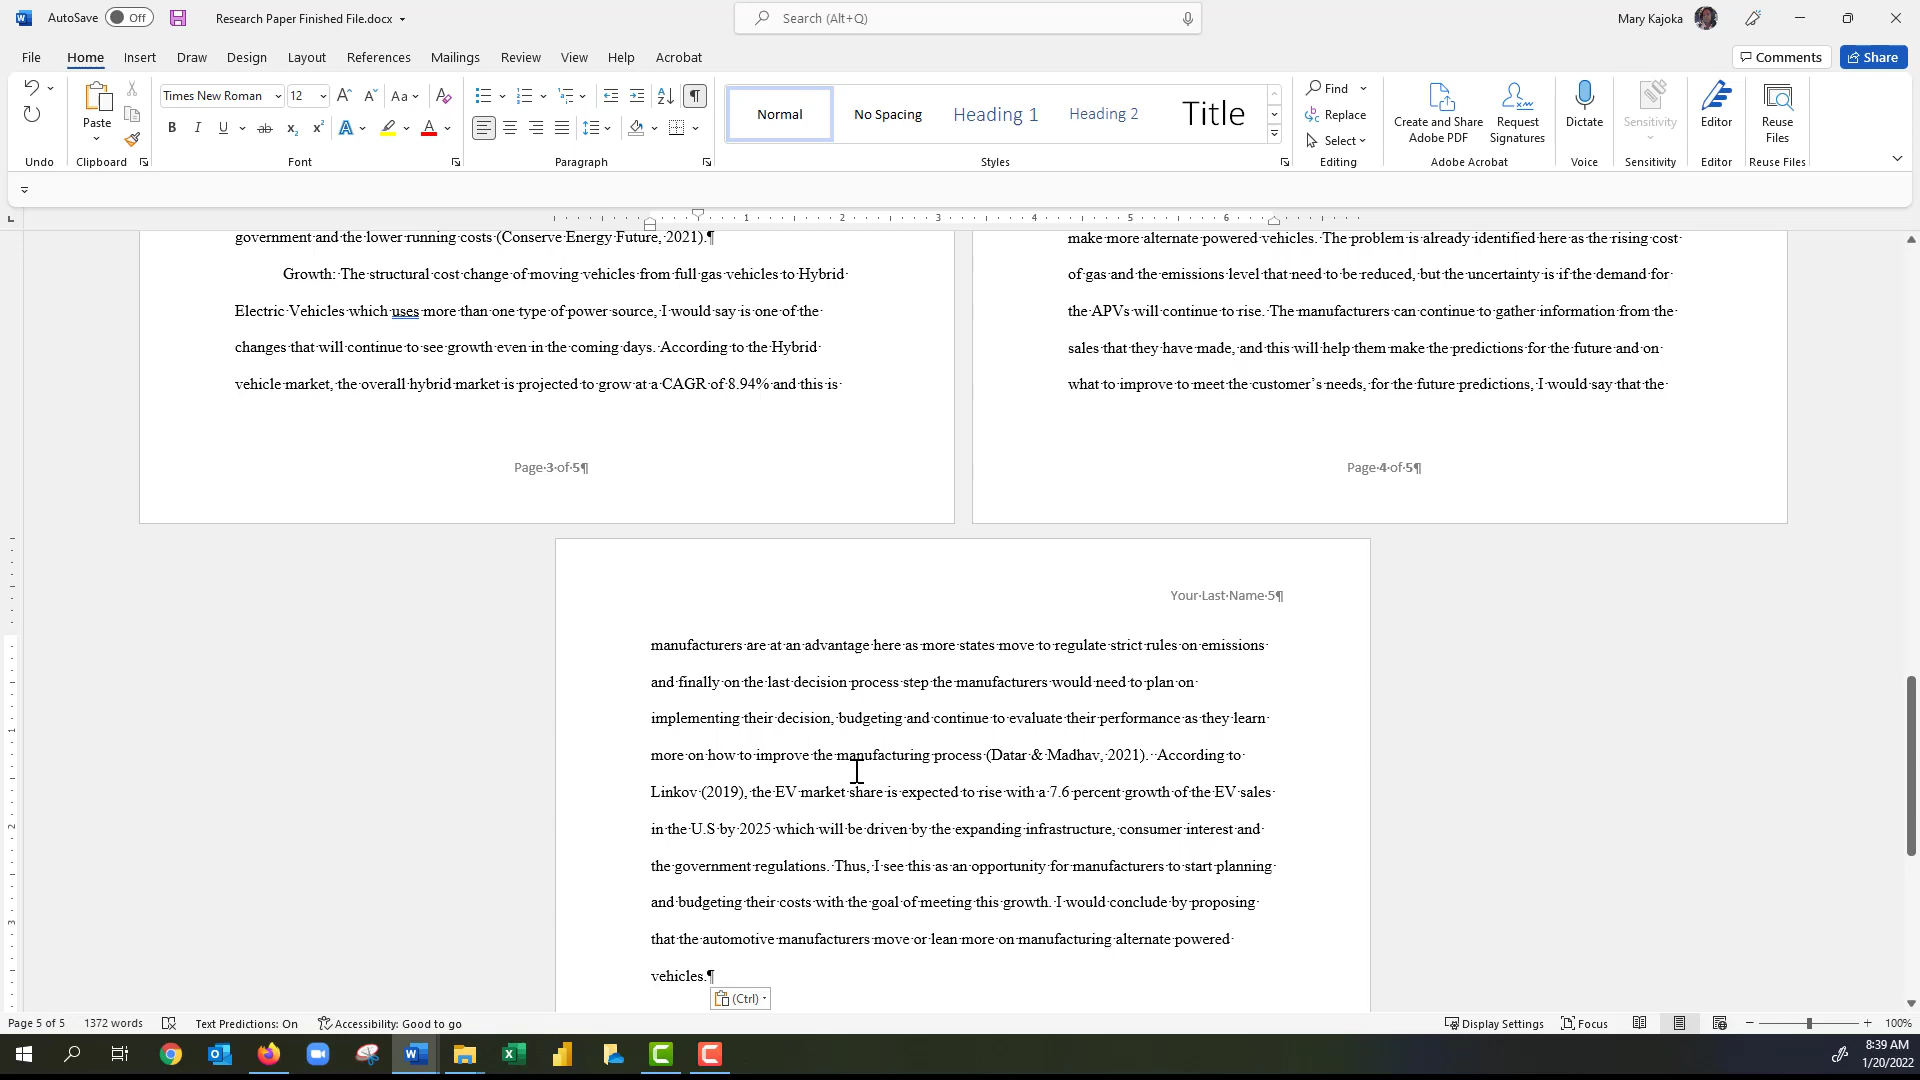 AutoSave Off Research Paper Finished File.docx Search (Alt+Q) Mary Kajoka
File Home Insert Draw Design Layout References Mailings Review View Help Acrobat Comments Share
Times New Roman 12 Aa
Paste
B I U ab x₂ x² A A
Normal No Spacing Heading 1 Heading 2 Title
Find
Replace
Select
Create and Share Adobe PDF
Request Signatures
Dictate
Sensitivity
Editor
Reuse Files
Undo Clipboard Font Paragraph Styles Editing Adobe Acrobat Voice Sensitivity Editor Reuse Files
1 2 3 4 5 6
government and the lower running costs (Conserve Energy Future, 2021).¶
Growth: The structural cost change of moving vehicles from full gas vehicles to Hybrid
Electric Vehicles which uses more than one type of power source, I would say is one of the
changes that will continue to see growth even in the coming days. According to the Hybrid
vehicle market, the overall hybrid market is projected to grow at a CAGR of 8.94% and this is
Page 3 of 5¶
make more alternate powered vehicles. The problem is already identified here as the rising cost
of gas and the emissions level that need to be reduced, but the uncertainty is if the demand for
the APVs will continue to rise. The manufacturers can continue to gather information from the
sales that they have made, and this will help them make the predictions for the future and on
what to improve to meet the customer’s needs, for the future predictions, I would say that the
Page 4 of 5¶
Your Last Name 5¶
manufacturers are at an advantage here as more states move to regulate strict rules on emissions
and finally on the last decision process step the manufacturers would need to plan on
implementing their decision, budgeting and continue to evaluate their performance as they learn
more on how to improve the manufacturing process (Datar & Madhav, 2021).  According to
Linkov (2019), the EV market share is expected to rise with a 7.6 percent growth of the EV sales
in the U.S by 2025 which will be driven by the expanding infrastructure, consumer interest and
the government regulations. Thus, I see this as an opportunity for manufacturers to start planning
and budgeting their costs with the goal of meeting this growth. I would conclude by proposing
that the automotive manufacturers move or lean more on manufacturing alternate powered
vehicles.¶
(Ctrl)
1
2
3
Page 5 of 5 1372 words Text Predictions: On Accessibility: Good to go Display Settings Focus 100%
8:39 AM
1/20/2022